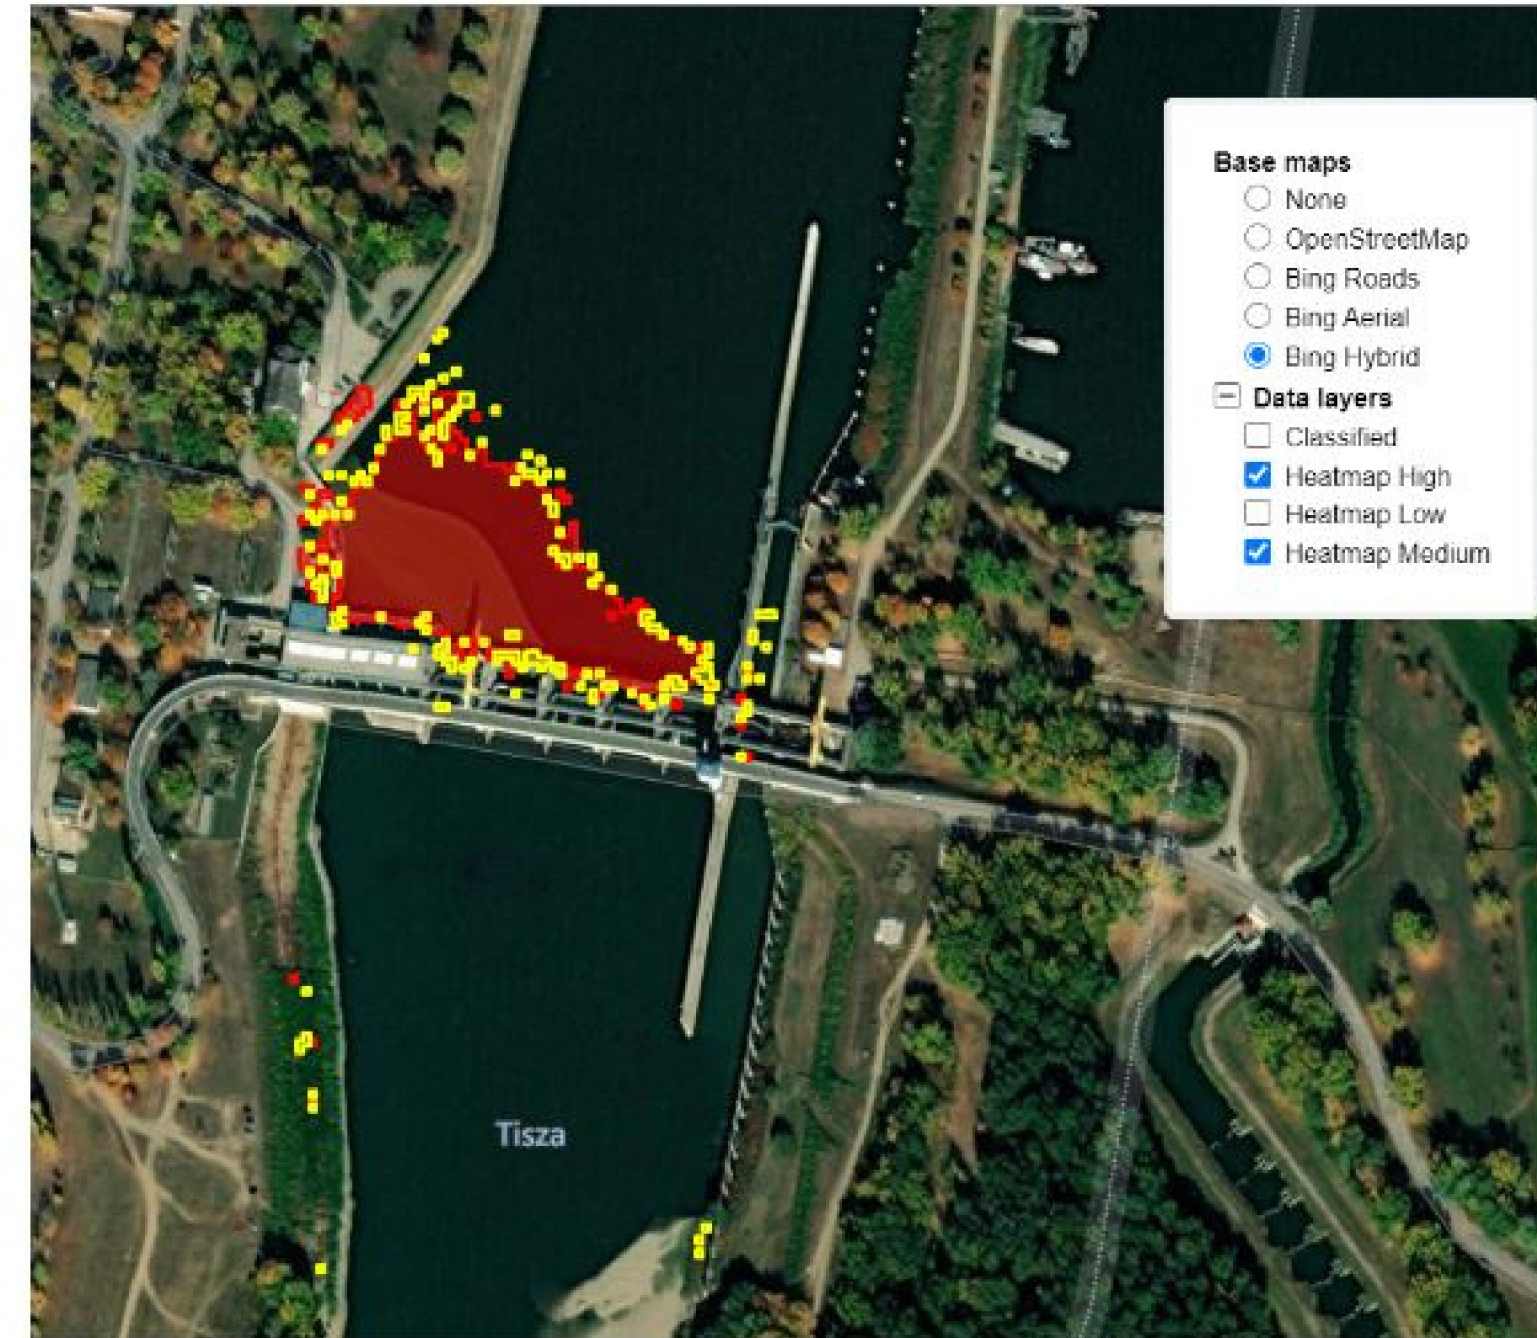 Base maps
None
OpenStreetMap
Bing Roads
Bing Aerial
Bing Hybrid
Data layers
Classified
Heatmap High
Heatmap Low
Heatmap Medium
Tisza